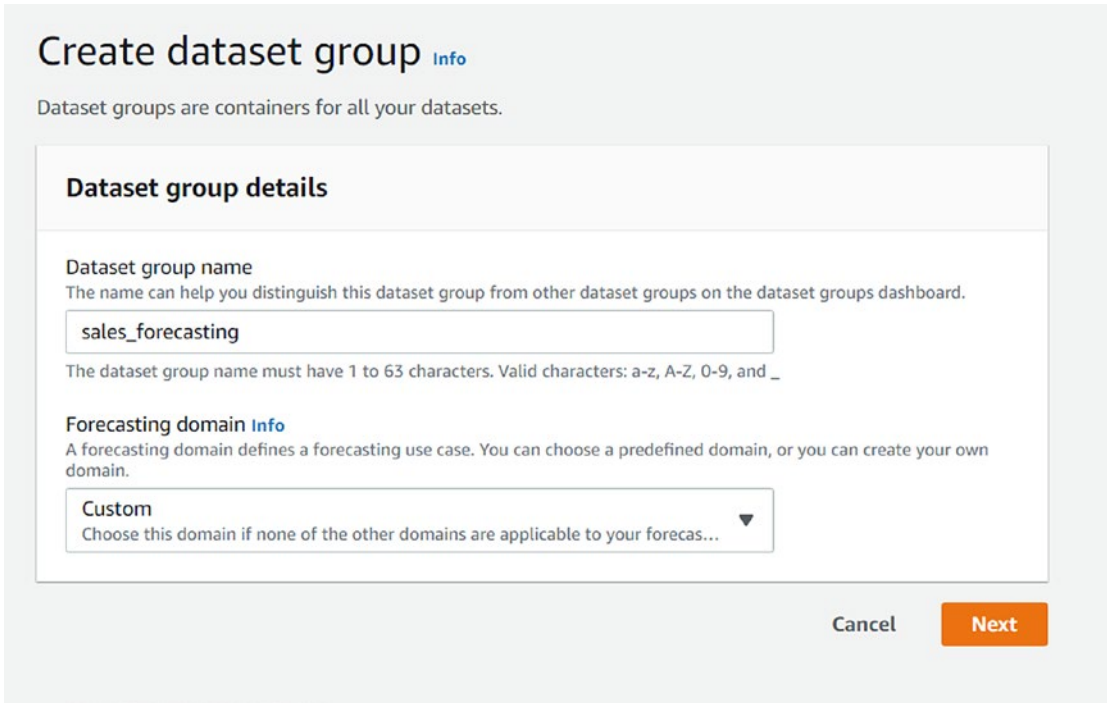 Create dataset group Info
Dataset groups are containers for all your datasets.
Dataset group details
Dataset group name
The name can help you distinguish this dataset group from other dataset groups on the dataset groups dashboard.
sales_forecasting
The dataset group name must have 1 to 63 characters. Valid characters: a-z, A-Z, 0-9, and _
Forecasting domain Info
A forecasting domain defines a forecasting use case. You can choose a predefined domain, or you can create your own
domain.
Custom
Choose this domain if none of the other domains are applicable to your forecas...
Cancel Next